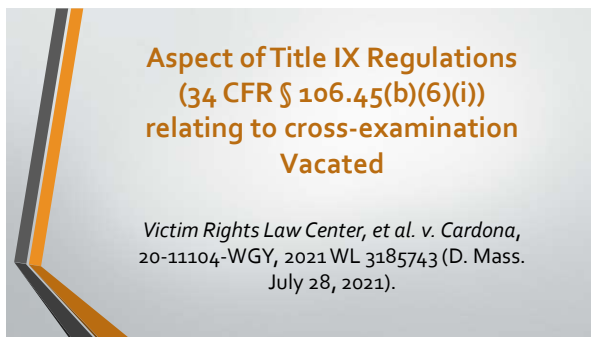 Aspect of Title IX Regulations
(34 CFR § 106.45(b)(6)(i))
relating to cross-examination
Vacated
Victim Rights Law Center, et al. v. Cardona,
20-11104-WGY, 2021 WL 3185743 (D. Mass.
July 28, 2021).